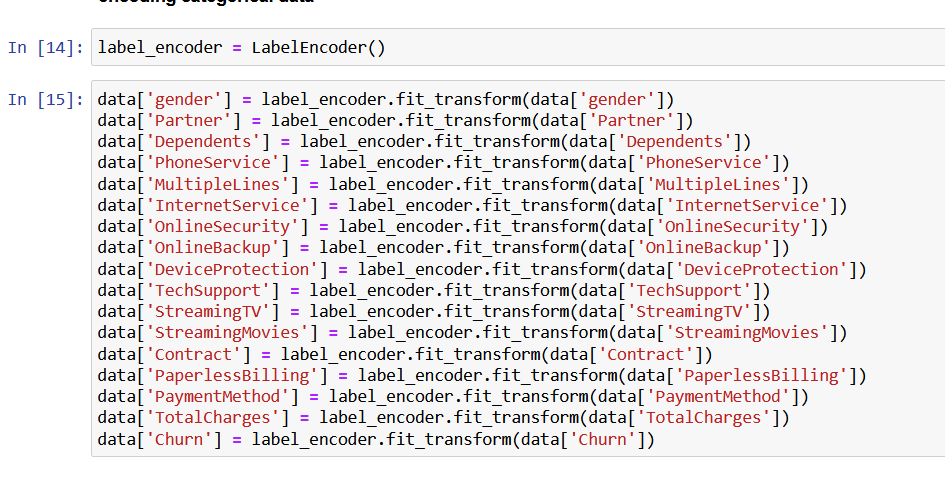 encoding categorical data
In [14]: label_encoder = LabelEncoder()
In [15]: data['gender'] = label_encoder.fit_transform(data['gender'])
data['Partner'] = label_encoder.fit_transform(data['Partner'])
data['Dependents'] = label_encoder.fit_transform(data['Dependents'])
data['PhoneService'] = label_encoder.fit_transform(data['PhoneService'])
data['MultipleLines'] = label_encoder.fit_transform(data['MultipleLines'])
data['InternetService'] = label_encoder.fit_transform(data['InternetService'])
data['OnlineSecurity'] = label_encoder.fit_transform(data['OnlineSecurity'])
data['OnlineBackup'] = label_encoder.fit_transform(data['OnlineBackup'])
data['DeviceProtection'] = label_encoder.fit_transform(data['DeviceProtection'])
data['TechSupport'] = label_encoder.fit_transform(data['TechSupport'])
data['StreamingTV'] = label_encoder.fit_transform(data['StreamingTV'])
data['StreamingMovies'] = label_encoder.fit_transform(data['StreamingMovies'])
data['Contract'] = label_encoder.fit_transform(data['Contract'])
data['PaperlessBilling'] = label_encoder.fit_transform(data['PaperlessBilling'])
data['PaymentMethod'] = label_encoder.fit_transform(data['PaymentMethod'])
data['TotalCharges'] = label_encoder.fit_transform(data['TotalCharges'])
data['Churn'] = label_encoder.fit_transform(data['Churn'])